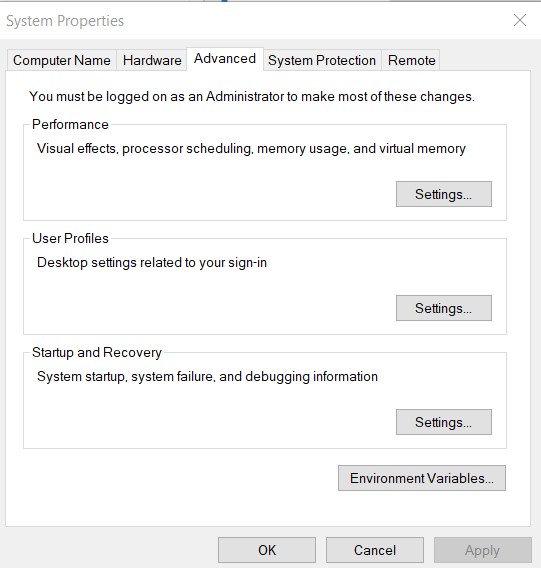 System Properties
Computer Name Hardware Advanced System Protection Remote
You must be logged on as an Administrator to make most of these changes.
Performance
Visual effects, processor scheduling, memory usage, and virtual memory
Settings...
User Profiles
Desktop settings related to your sign-in
Settings...
Startup and Recovery
System startup, system failure, and debugging information
Settings...
Environment Variables...
OK Cancel Apply